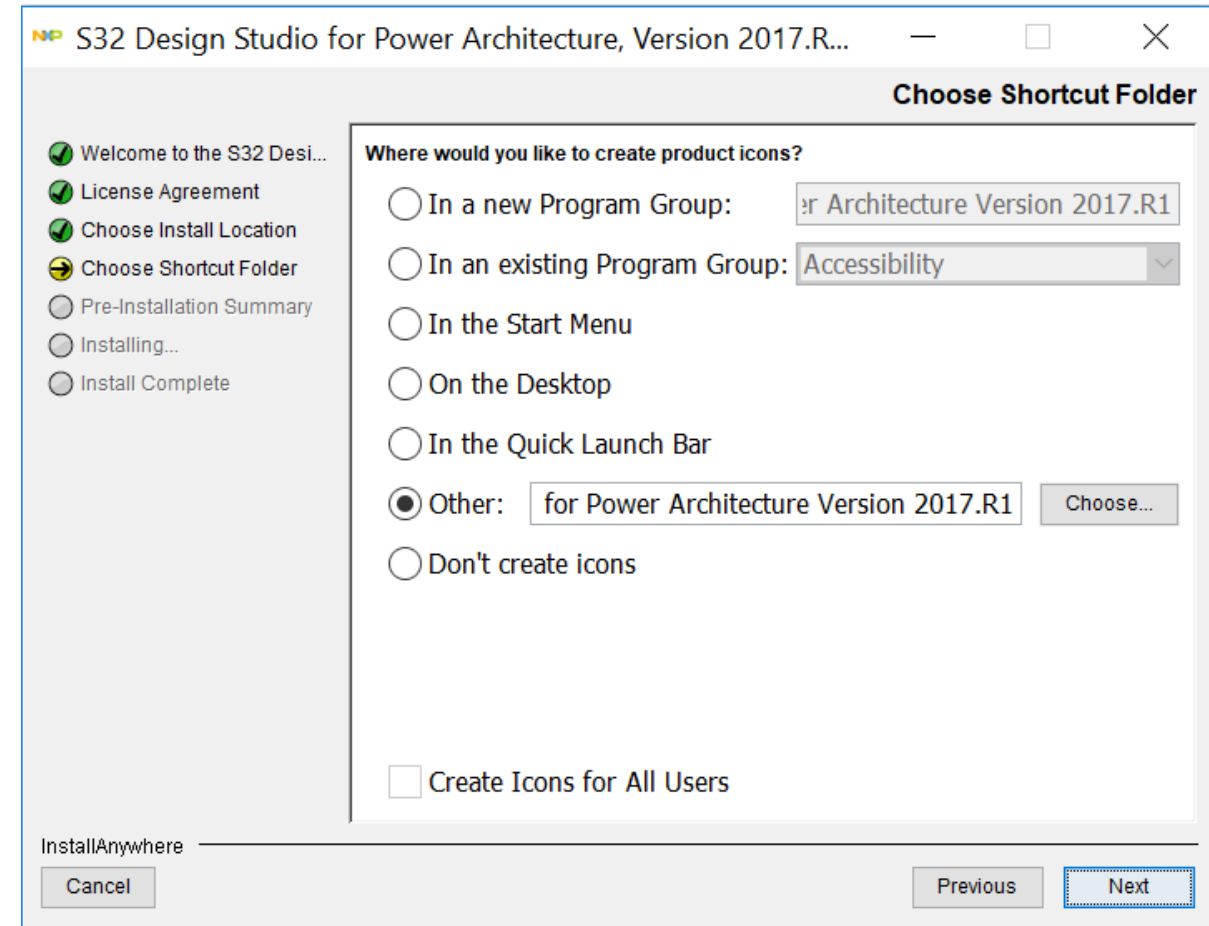 NXP S32 Design Studio for Power Architecture, Version 2017.R...
Choose Shortcut Folder
Welcome to the S32 Desi...
License Agreement
Choose Install Location
Choose Shortcut Folder
Pre-Installation Summary
Installing...
Install Complete
Where would you like to create product icons?
In a new Program Group: er Architecture Version 2017.R1
In an existing Program Group: Accessibility
In the Start Menu
On the Desktop
In the Quick Launch Bar
Other: for Power Architecture Version 2017.R1 Choose...
Don't create icons
Create Icons for All Users
InstallAnywhere
Cancel Previous Next